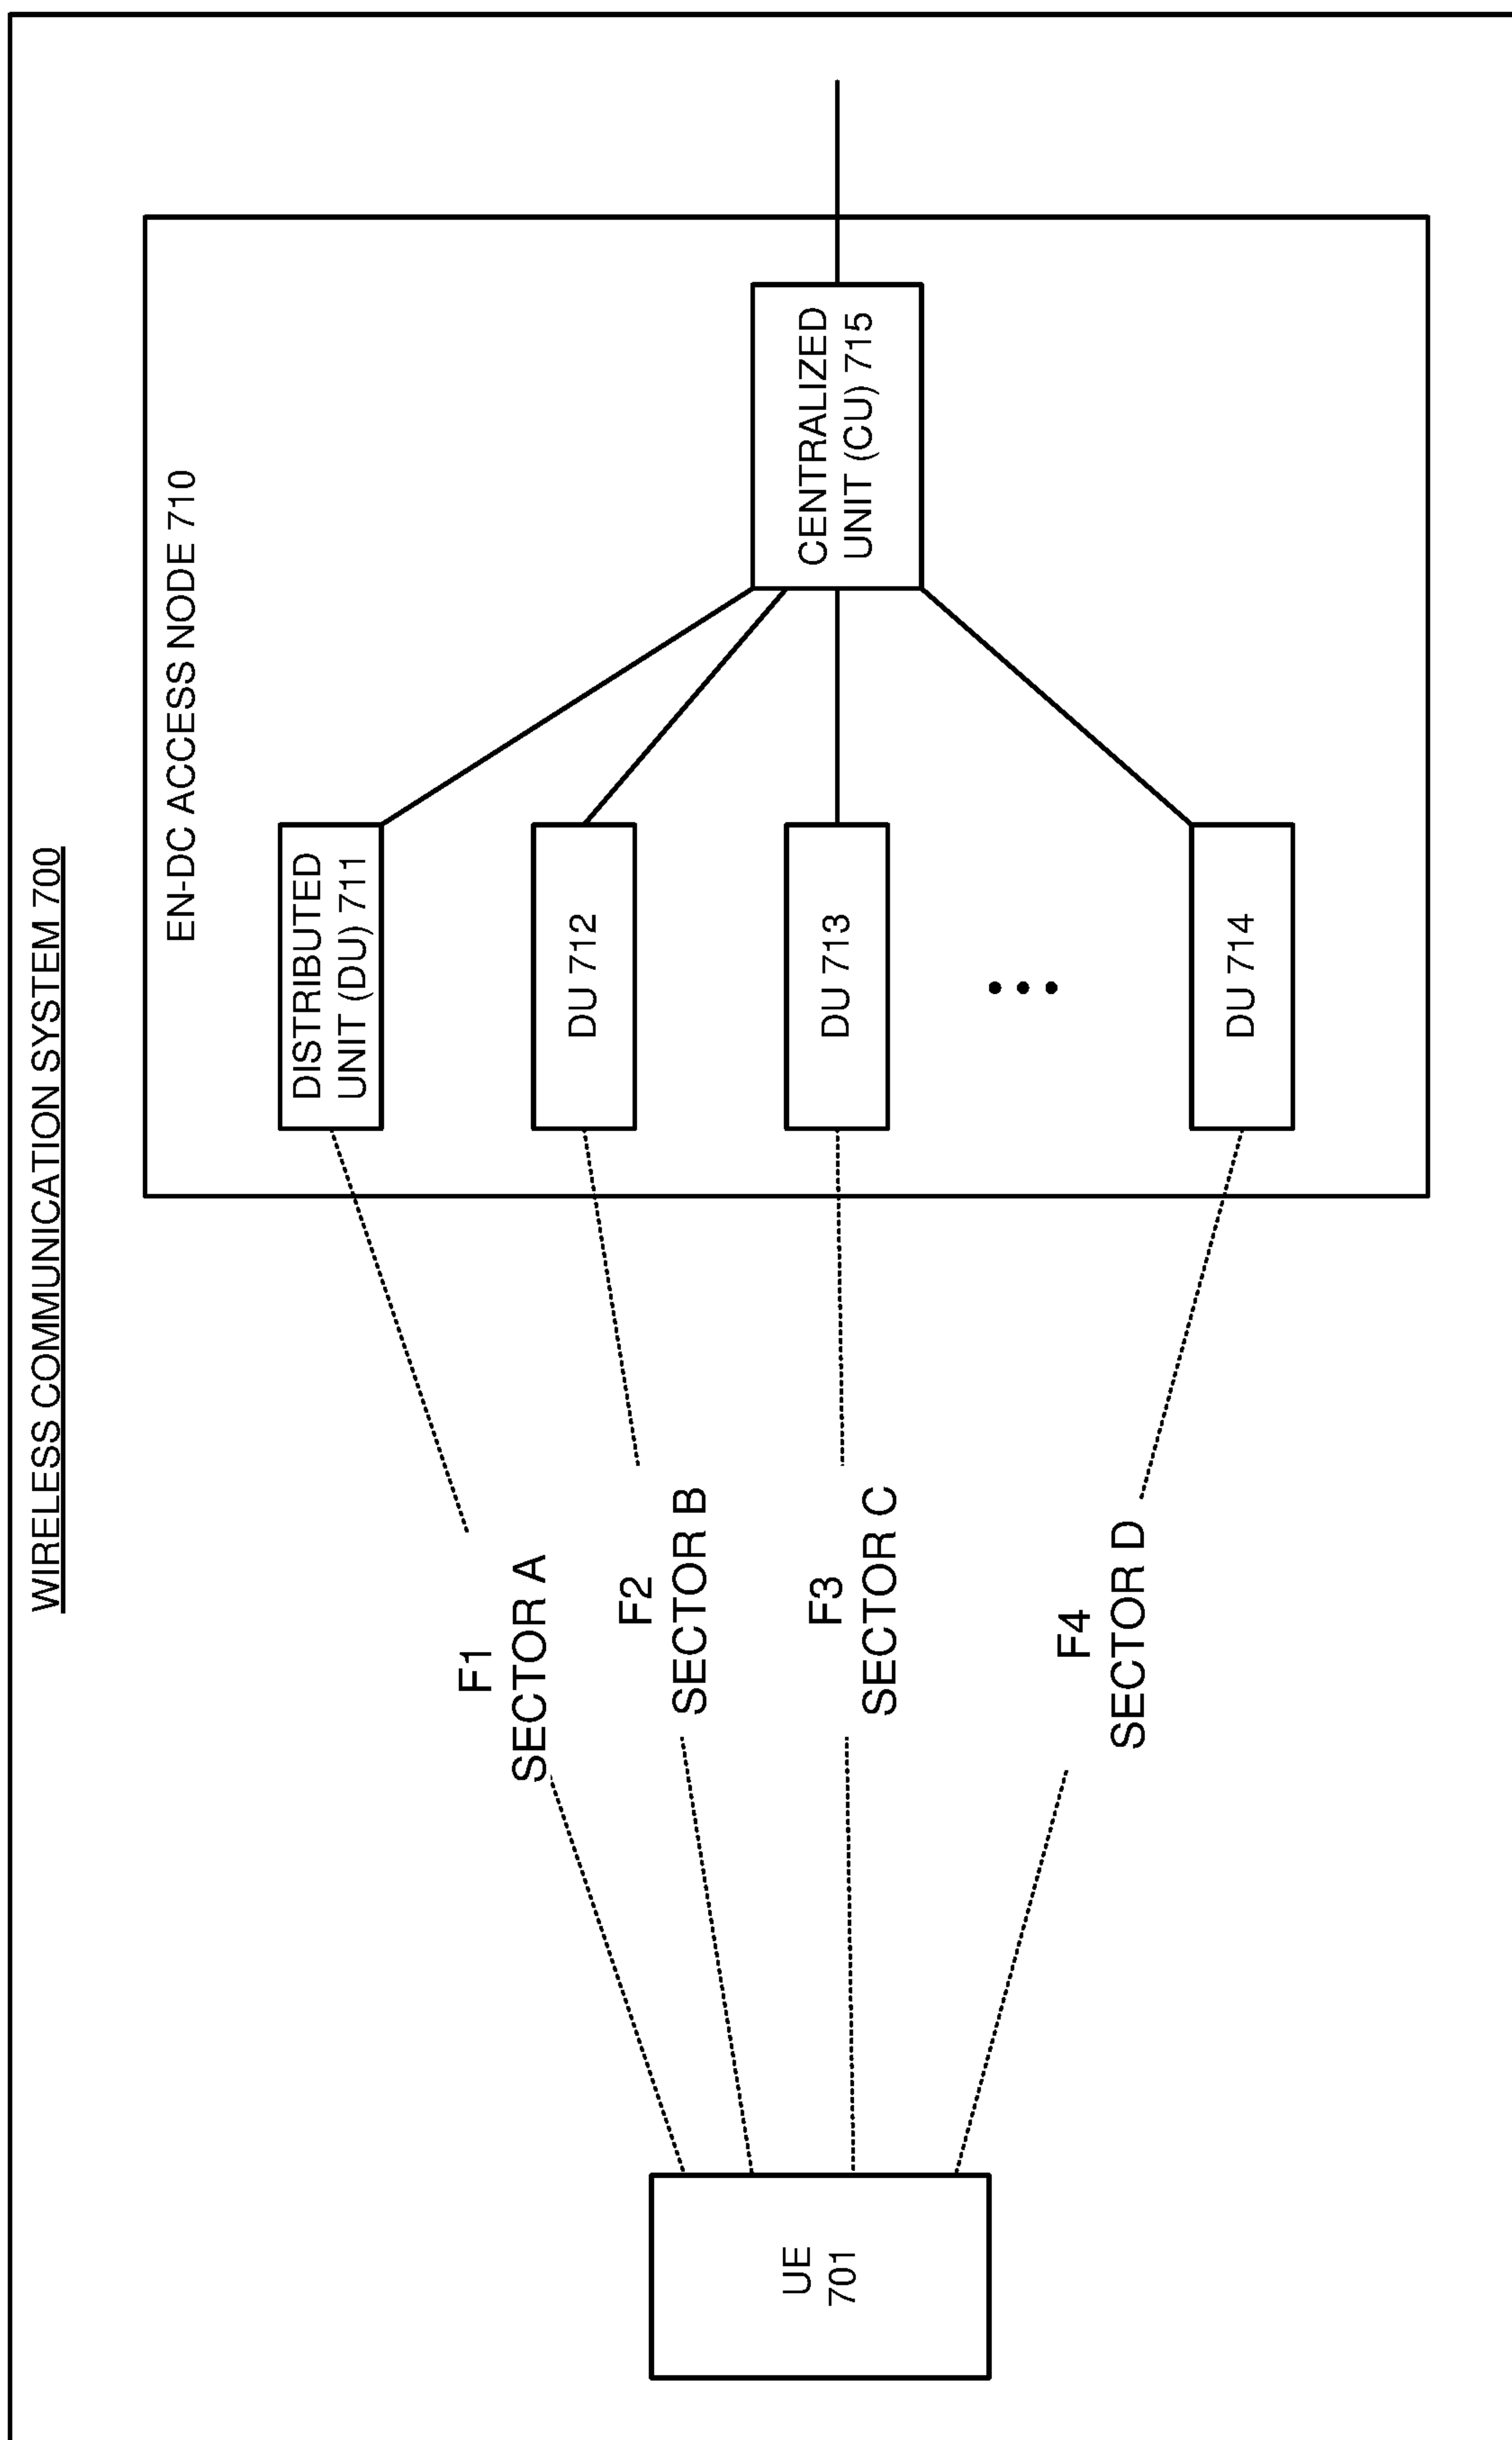 WIRELESS COMMUNICATION SYSTEM 700
EN-DC ACCESS NODE 710
DISTRIBUTED
UNIT (DU) 711
F1
SECTOR A
DU 712
F2
SECTOR B
UE
701
CENTRALIZED
UNIT (CU) 715
DU 713
F3
SECTOR C
DU 714
F4
SECTOR D